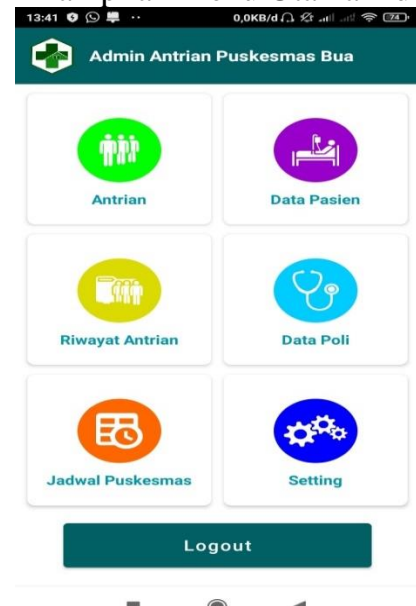 13:41 0,0KB/d 74
Admin Antrian Puskesmas Bua
Antrian Data Pasien
Riwayat Antrian Data Poli
Jadwal Puskesmas Setting
Logout